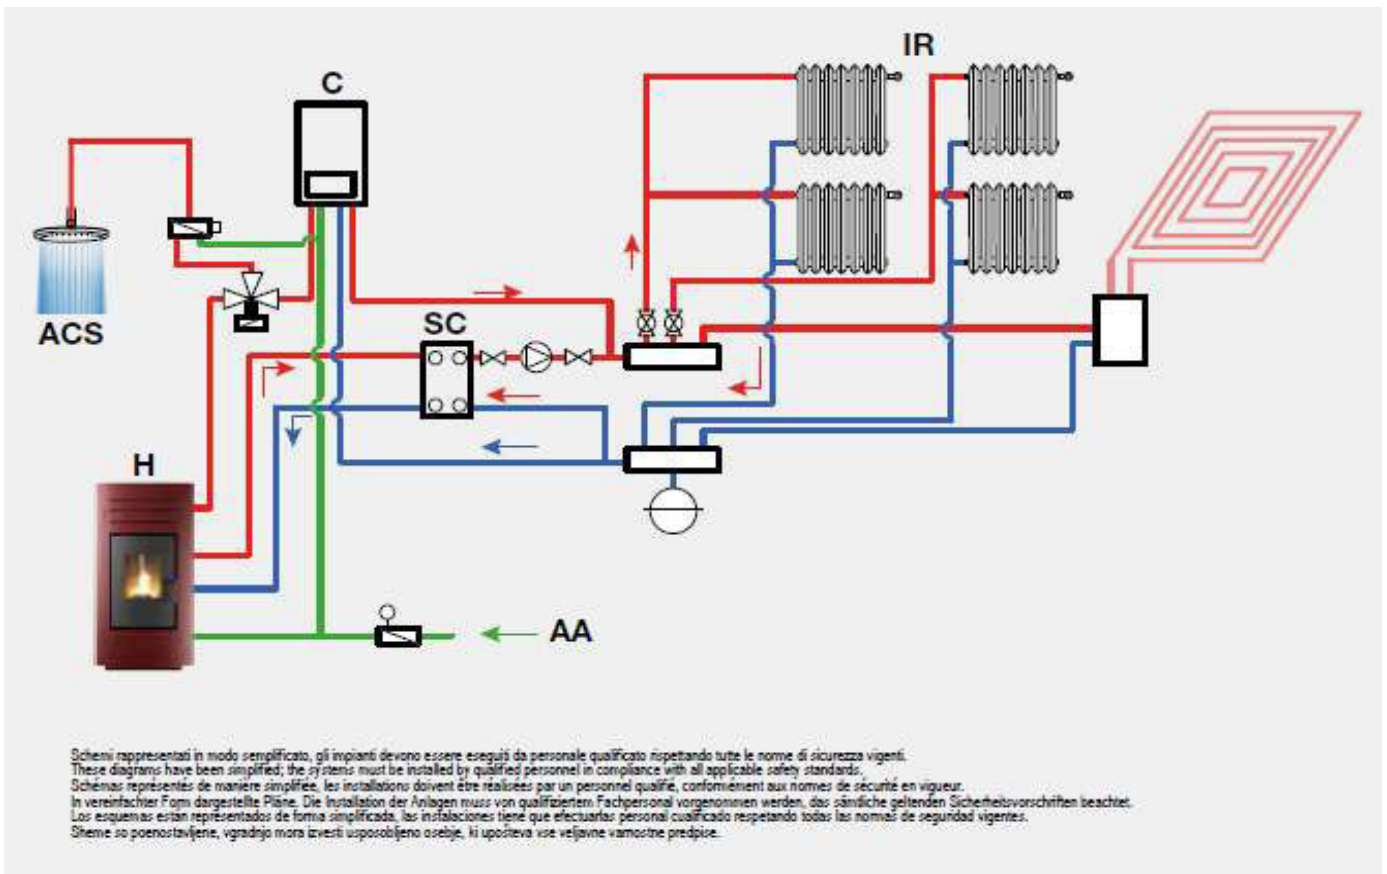 IR
C
ACS
SC
H
AA
Schemi rappresentati in modo semplificato, gli impianti devono essere eseguiti da personale qualificato rispettando tutte le norme di sicurezza vigenti.
These diagrams have been simplified; the systems must be installed by qualified personnel in compliance with all applicable safety standards.
Schémas représentés de manière simplifiée, les installations doivent être réalisées par un personnel qualifié, conformément aux normes de sécurité en vigueur.
In vereinfachter Form dargestellte Pläne. Die Installation der Anlagen muss von qualifiziertem Fachpersonal vorgenommen werden, das sämtliche geltenden Sicherheitsvorschriften beachtet.
Los esquemas estan representados de forma simplificada, las instalaciones tiene que efectuarlas personal cualificado respetando todas las normas de seguridad vigentes.
Sheme so poenostavljene, vgradnjo mora izvesti usposobljeno osebje, ki upošteva vse veljavne varnostne predpise.